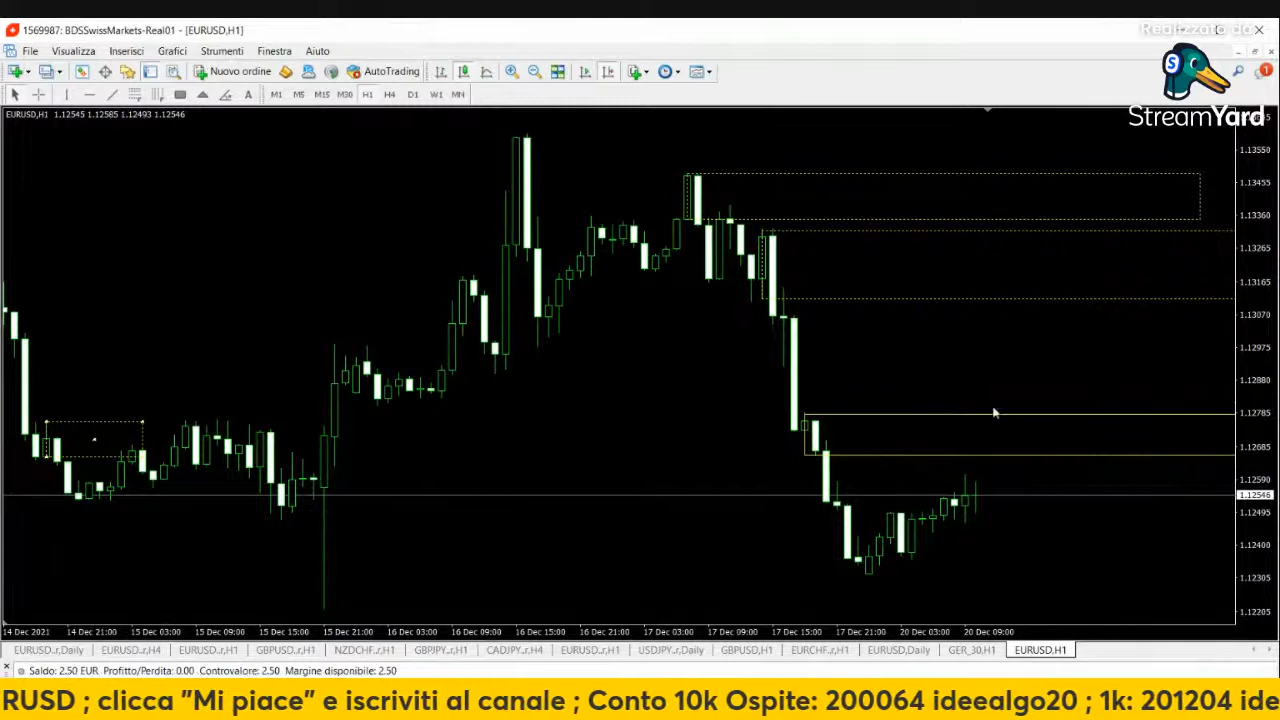 1569987: BDSSwissMarkets-Real01 - [EURUSD,H1]
Realizzato da
File Visualizza Inserisci Grafici Strumenti Finestra Aiuto
Nuovo ordine AutoTrading
StreamYard
A M1 M5 M15 M30 H1 H4 D1 W1 MN
EURUSD,H1 1.12545 1.12585 1.12493 1.12546
1.13550
1.13455
1.13360
1.13265
1.13165
1.13070
1.12975
1.12880
1.12785
1.12685
1.12590
1.12546
1.12495
1.12400
1.12305
1.12205
14 Dec 2021 14 Dec 21:00 15 Dec 03:00 15 Dec 09:00 15 Dec 15:00 15 Dec 21:00 16 Dec 03:00 16 Dec 09:00 16 Dec 15:00 16 Dec 21:00 17 Dec 03:00 17 Dec 09:00 17 Dec 15:00 17 Dec 21:00 20 Dec 03:00 20 Dec 09:00
EURUSD..r,Daily EURUSD..r,H4 EURUSD..r,H1 GBPUSD.r,H1 NZDCHF..r,H1 GBPJPY..r,H1 CADJPY..r,H4 EURUSD..r,H1 USDJPY..r,Daily GBPUSD,H1 EURCHF..r,H1 EURUSD,Daily GER_30,H1 EURUSD,H1
Saldo: 2.50 EUR Profitto/Perdita: 0.00 Controvalore: 2.50 Margine disponibile: 2.50
RUSD ; clicca "Mi piace" e iscriviti al canale ; Conto 10k Ospite: 200064 ideealgo20 ; 1k: 201204 ide